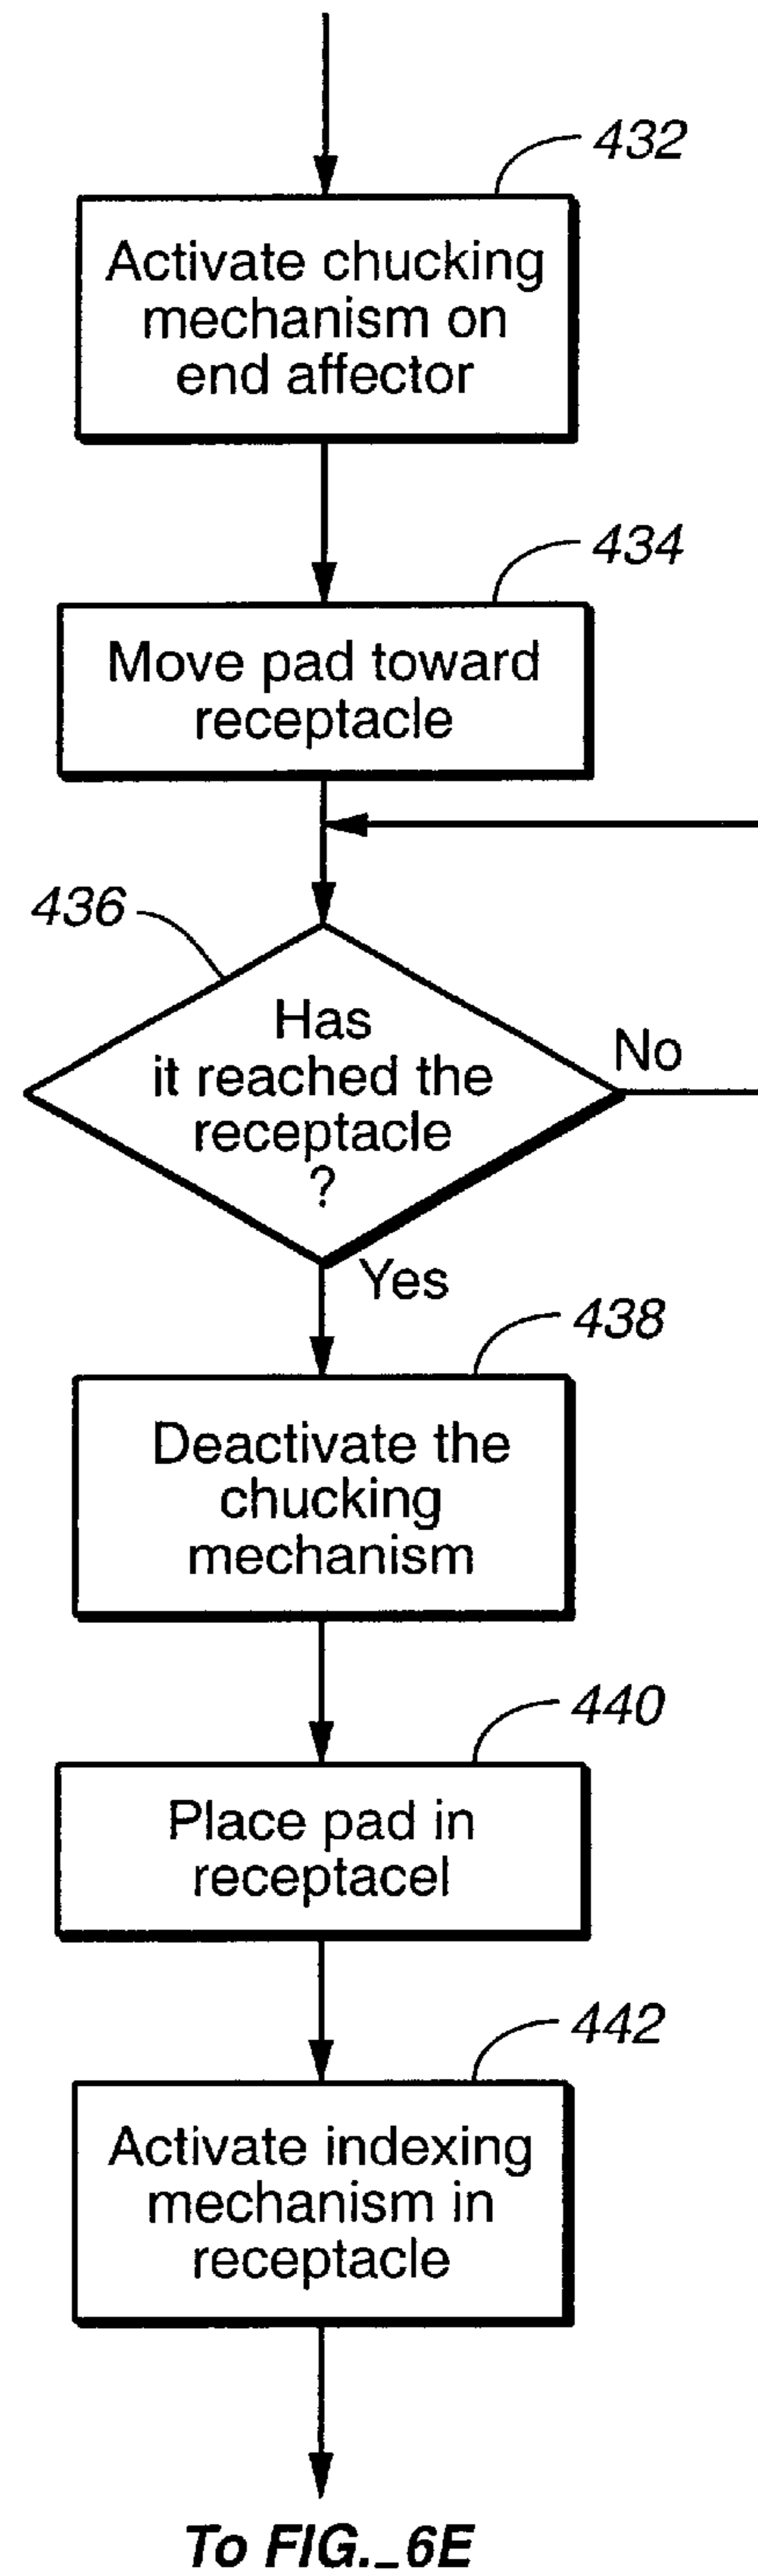 432
Activate chucking
mechanism on
end affector
434
Move pad toward
receptacle
436
Has
it reached the
receptacle
?
No
Yes
438
Deactivate the
chucking
mechanism
440
Place pad in
receptacel
442
Activate indexing
mechanism in
receptacle
To FIG._6E